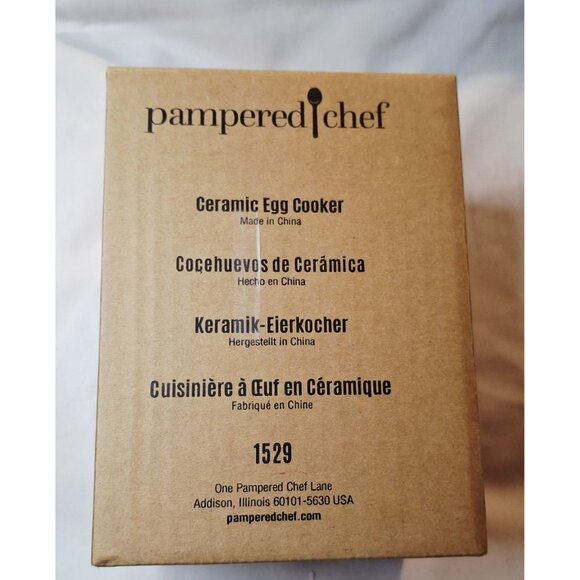 pampered chef
Ceramic Egg Cooker
Made in China
Coçehuevos de Cerámica
Hecho en China
Keramik-Eierkocher
Hergestellt in China
Cuisinière à Œuf en Céramique
Fabriqué en Chine
1529
One Pampered Chef Lane
Addison, Illinois 60101-5630 USA
pamperedchef.com